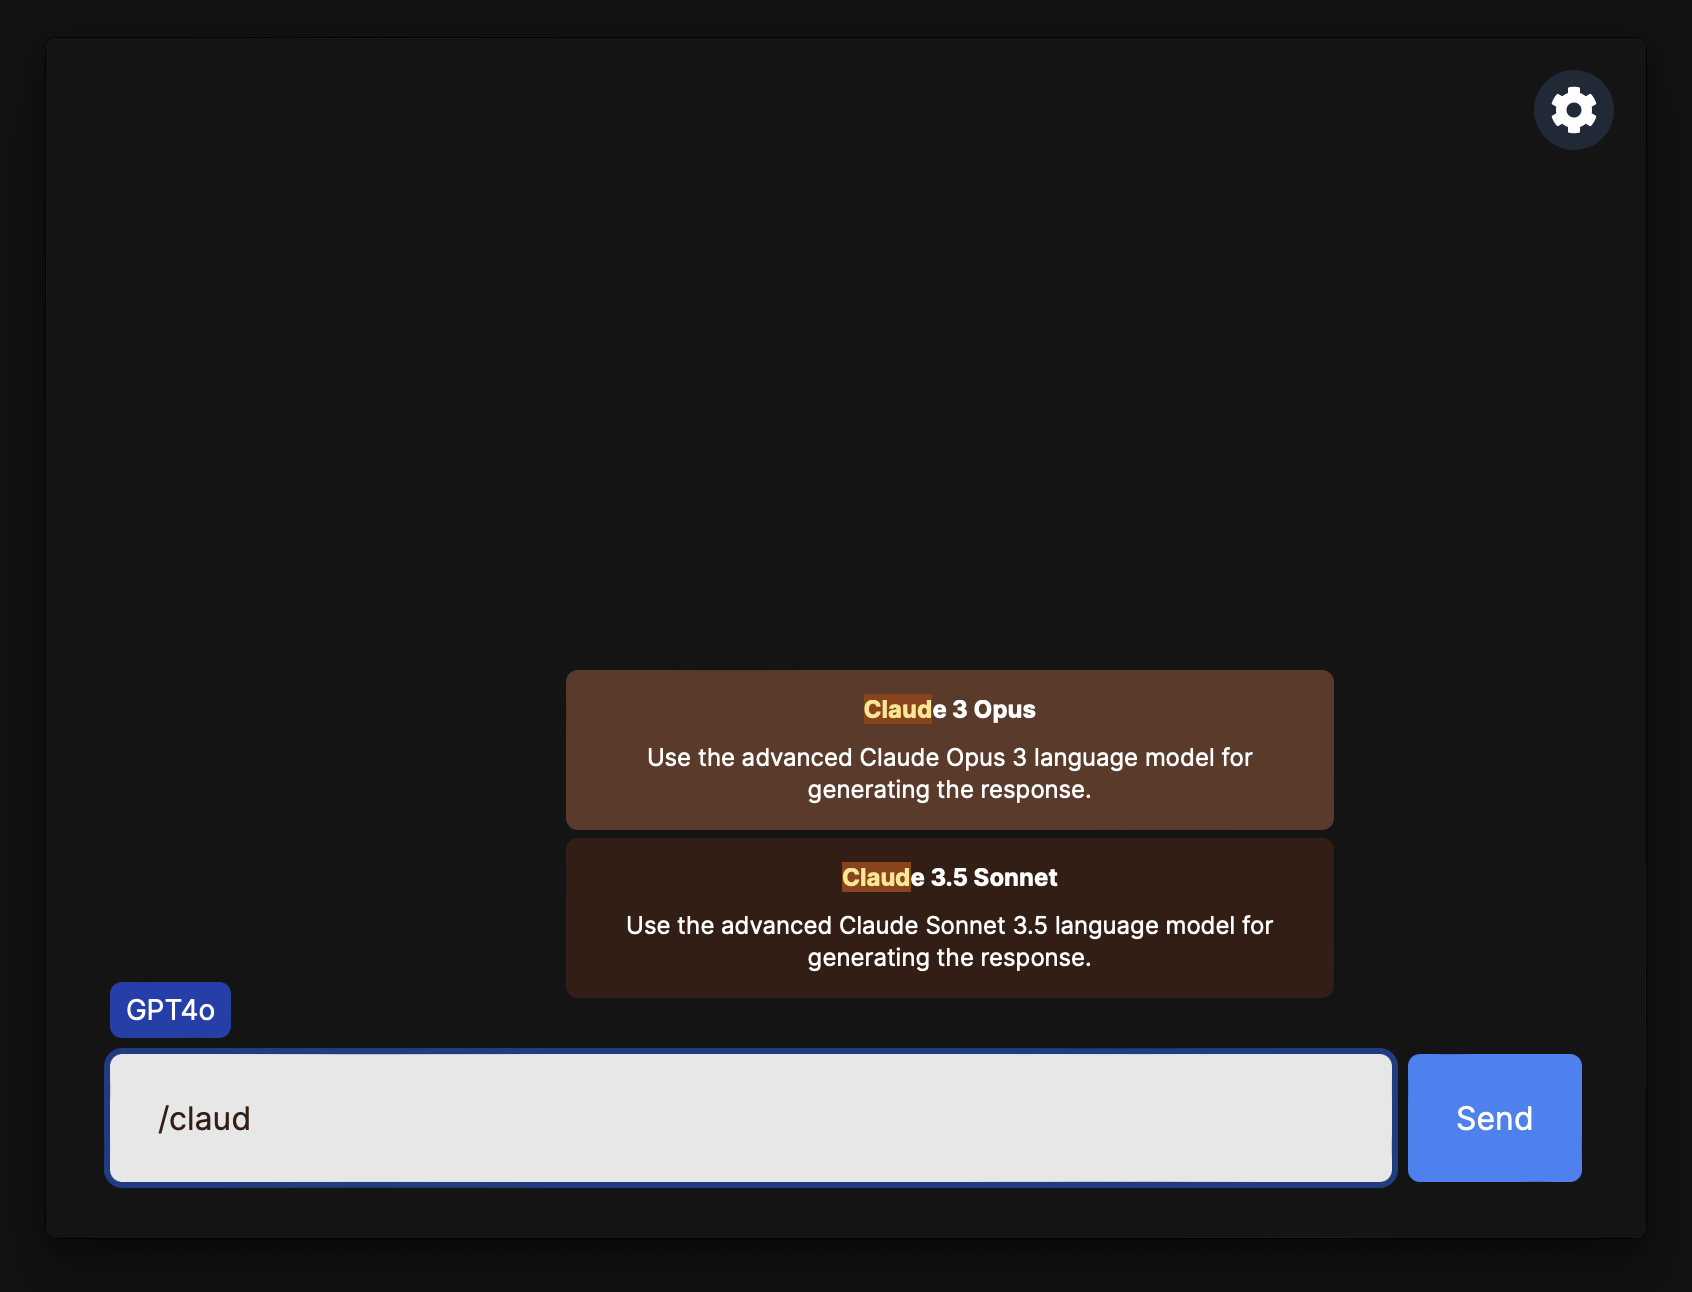 Claude 3 Opus
Use the advanced Claude Opus 3 language model for
generating the response.
Claude 3.5 Sonnet
Use the advanced Claude Sonnet 3.5 language model for
generating the response.
GPT4o
/claud
Send